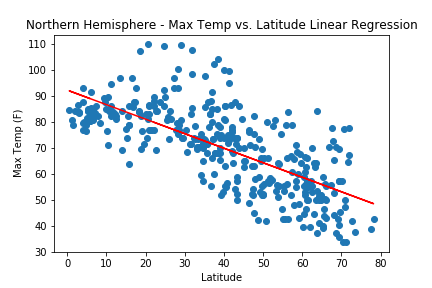 Northern Hemisphere - Max Temp vs. Latitude Linear Regression
110
100
90
80
70
60
50
40
30
Max Temp (F)
0 10 20 30 40 50 60 70 80
Latitude